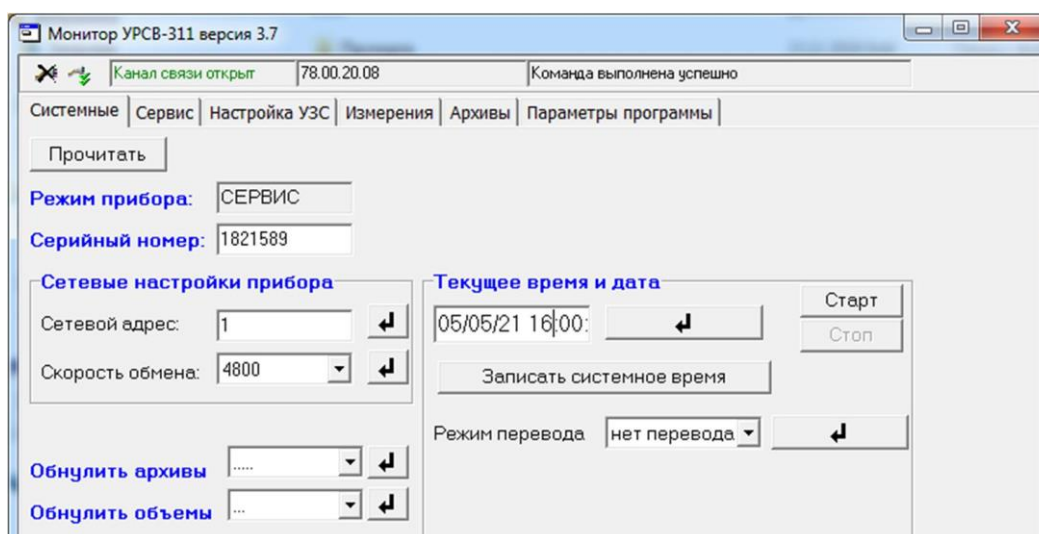 Монитор УРСВ-311 версия 3.7
Канал связи открыт 78.00.20.08 Команда выполнена успешно
Системные Сервис Настройка УЗС Измерения Архивы Параметры программы
Прочитать
Режим прибора: СЕРВИС
Серийный номер: 1821589
Сетевые настройки прибора
Сетевой адрес: 1
Скорость обмена: 4800
Обнулить архивы .....
Обнулить объемы ...
Текущее время и дата
05/05/21 16:00:
Старт
Стоп
Записать системное время
Режим перевода нет перевода